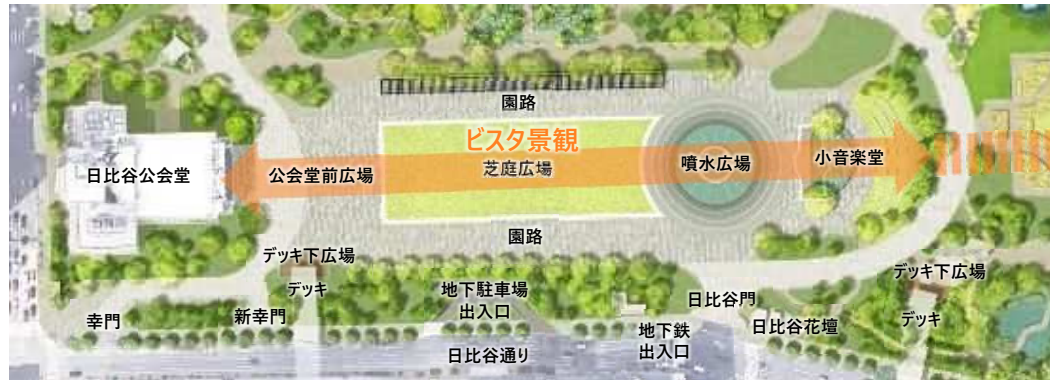 園路
ビスタ景観
日比谷公会堂
公会堂前広場
芝庭広場
噴水広場
小音楽堂
園路
デッキ下広場
デッキ
地下駐車場
出入口
デッキ下広場
デッキ
日比谷門
幸門
新幸門
日比谷花壇
地下鉄
出入口
日比谷通り